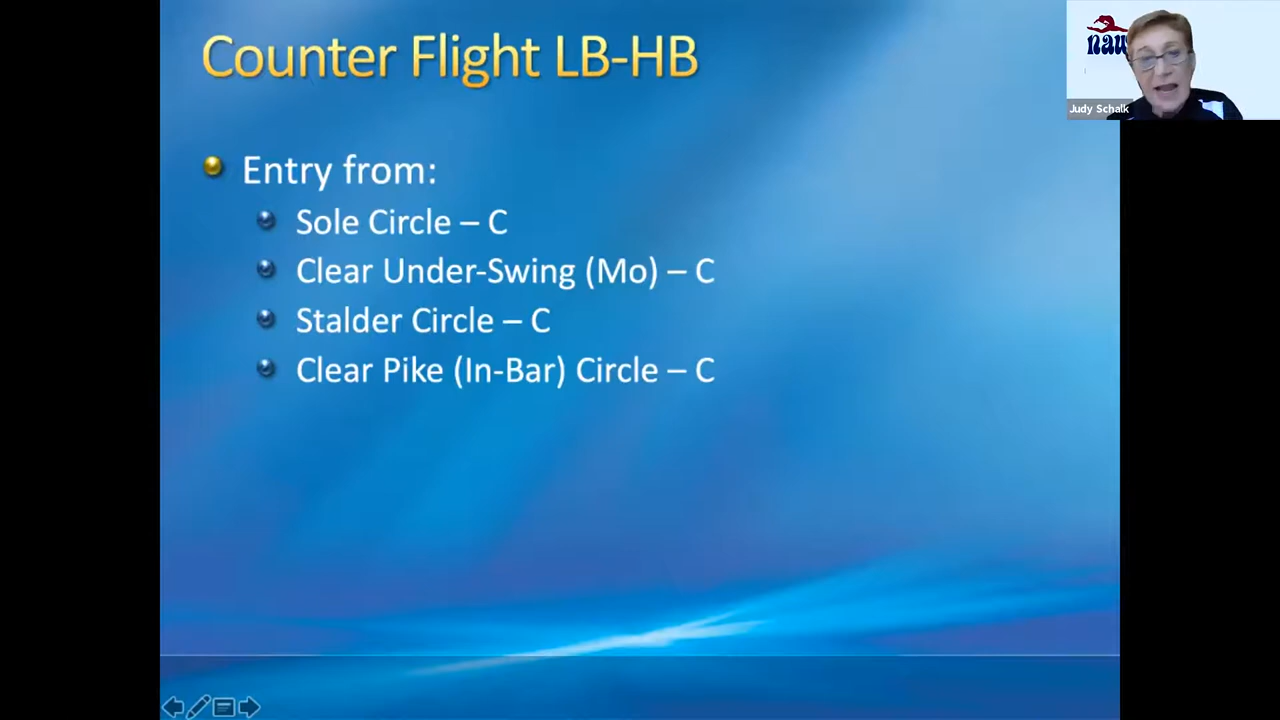 Counter Flight LB-HB
Entry from:
Sole Circle – C
Clear Under-Swing (Mo) – C
Stalder Circle – C
Clear Pike (In-Bar) Circle – C
Judy Schalk